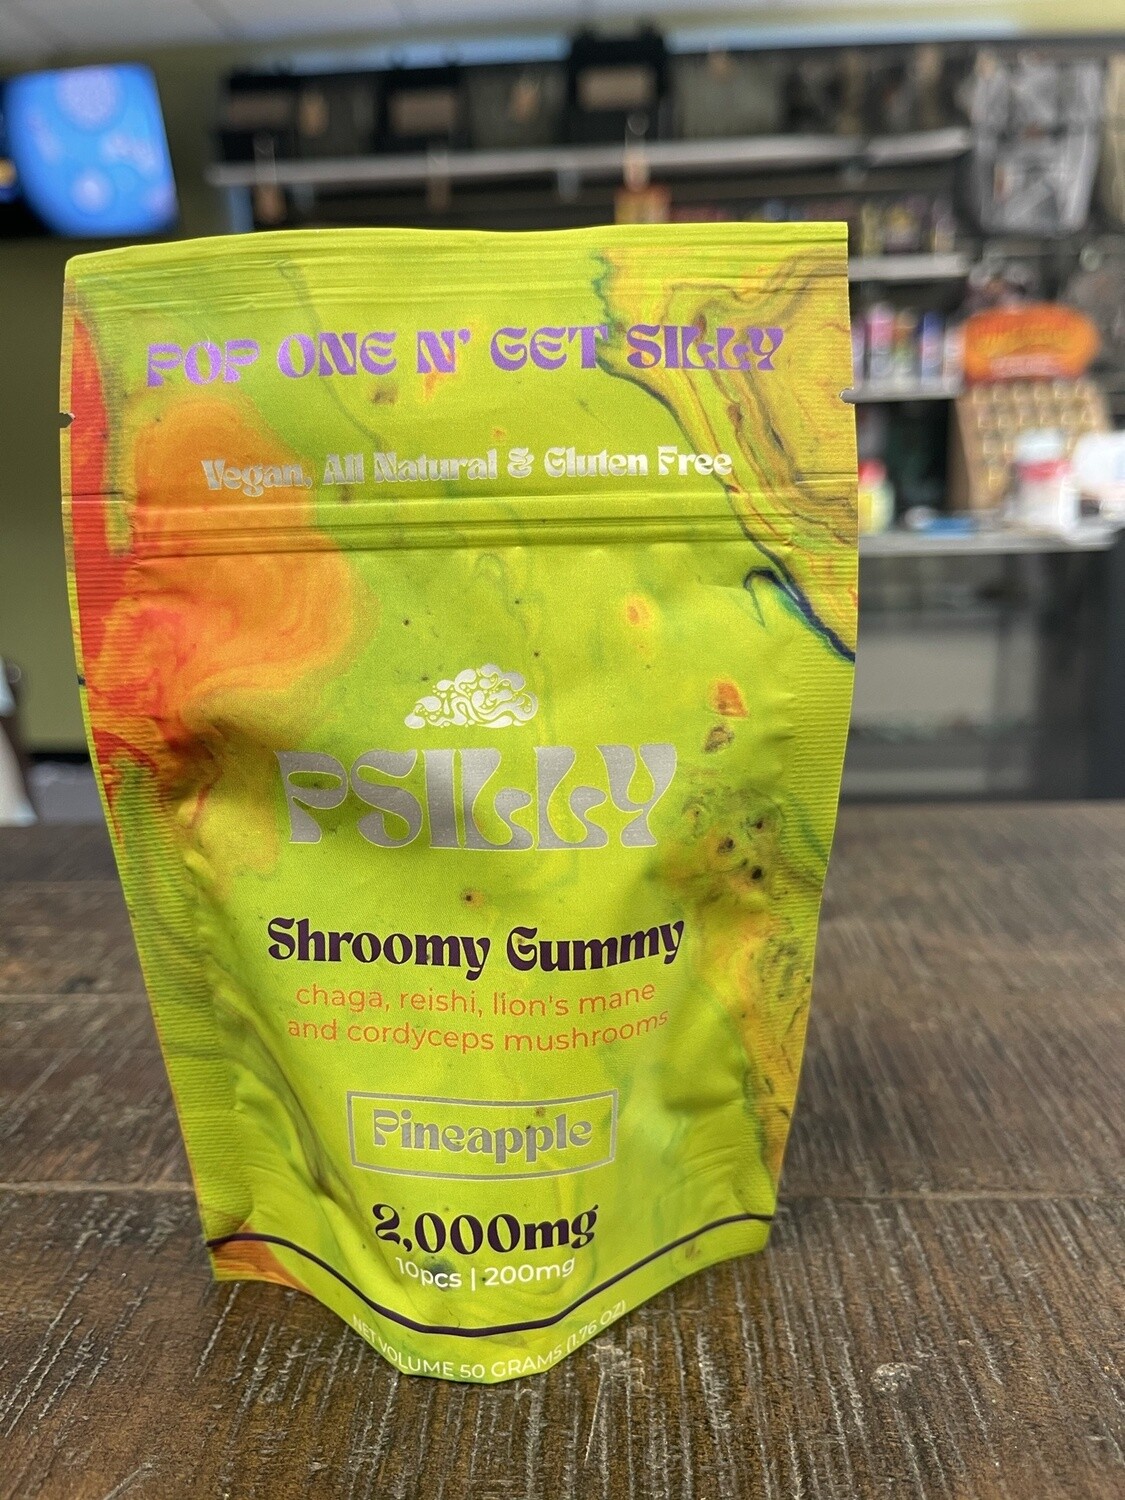 POP ONE N' GET SILLY
Vegan, All Natural & Gluten Free
PSILLY
Shroomy Gummy
chaga, reishi, lion's mane
and cordyceps mushrooms
Pineapple
2,000mg
10pcs | 200mg
NET VOLUME 50 GRAMS (1.76 OZ)